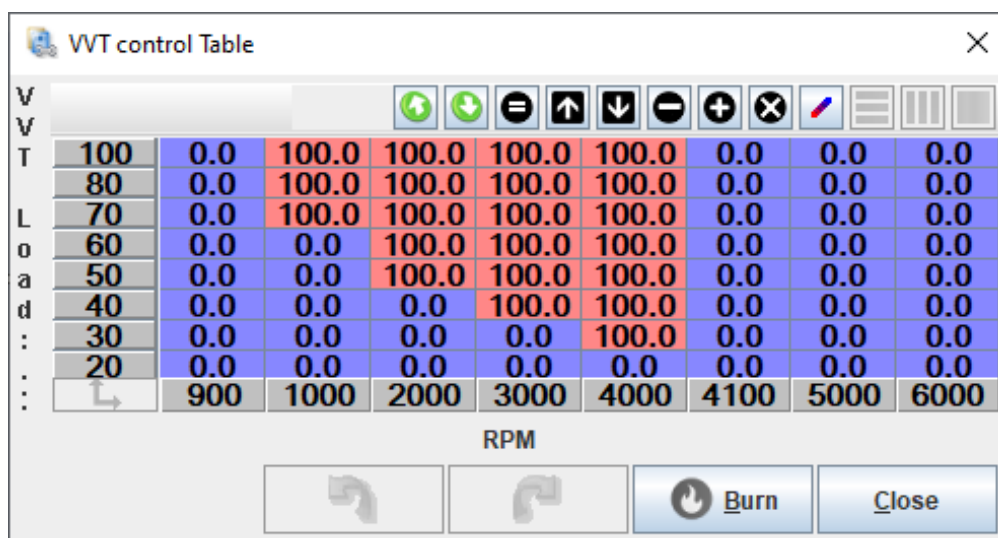 VVT control Table
VVT Load: :
100 0.0 100.0 100.0 100.0 100.0 0.0 0.0 0.0
80 0.0 100.0 100.0 100.0 100.0 0.0 0.0 0.0
70 0.0 100.0 100.0 100.0 100.0 0.0 0.0 0.0
60 0.0 0.0 100.0 100.0 100.0 0.0 0.0 0.0
50 0.0 0.0 100.0 100.0 100.0 0.0 0.0 0.0
40 0.0 0.0 0.0 100.0 100.0 0.0 0.0 0.0
30 0.0 0.0 0.0 0.0 100.0 0.0 0.0 0.0
20 0.0 0.0 0.0 0.0 0.0 0.0 0.0 0.0
900 1000 2000 3000 4000 4100 5000 6000
RPM
Burn Close